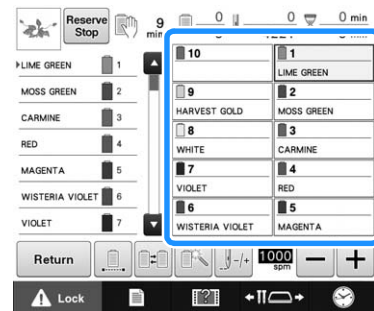 Reserve Stop
9 min
0
0
0 min
LIME GREEN 1
MOSS GREEN 2
CARMINE 3
RED 4
MAGENTA 5
WISTERIA VIOLET 6
VIOLET 7
10
1
LIME GREEN
9
HARVEST GOLD
2
MOSS GREEN
8
WHITE
3
CARMINE
7
VIOLET
4
RED
6
WISTERIA VIOLET
5
MAGENTA
Return
-/+
1000 spm
−
+
Lock
?